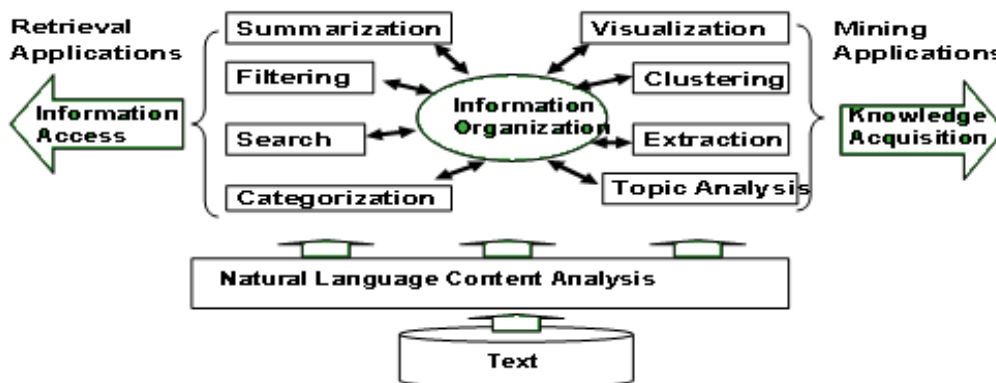 Retrieval
Applications
Summarization
Visualization
Mining
Applications
Filtering
Clustering
Information
Access
Information
Organization
Knowledge
Acquisition
Search
Extraction
Categorization
Topic Analysis
Natural Language Content Analysis
Text